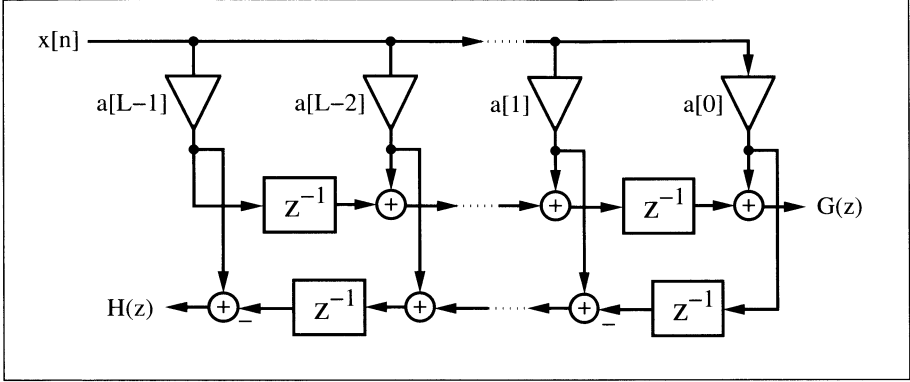 x[n]
a[L−1] a[L−2] a[1] a[0]
z⁻¹ + + z⁻¹ + G(z)
H(z) + − z⁻¹ + + − z⁻¹